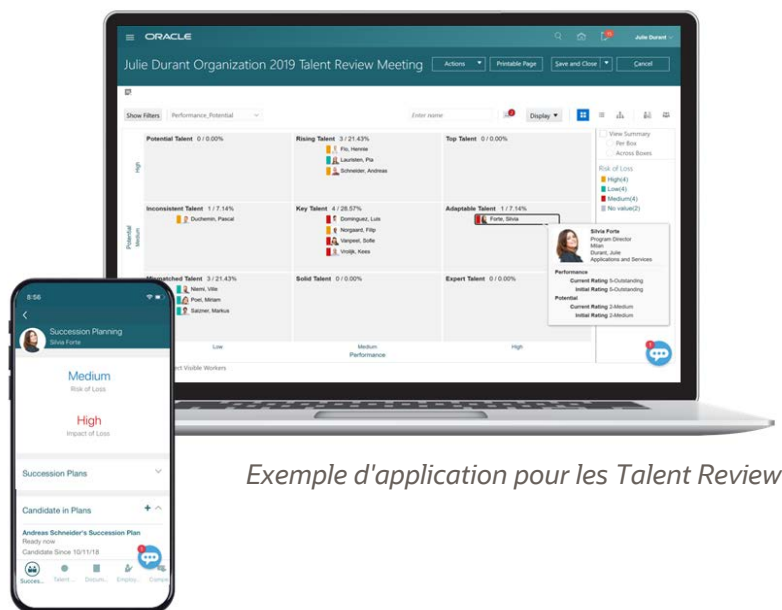 ORACLE
Julie Durant
Julie Durant Organization 2019 Talent Review Meeting
Actions
Printable Page
Save and Close
Cancel
Show Filters
Performance_Potential
Enter name
Display
Potential Talent 0 / 0.00%
Rising Talent 3 / 21.43%
Top Talent 0 / 0.00%
View Summary
Per Box
Across Boxes
Flo, Hennie
Lauristen, Pia
Schneider, Andreas
High
Risk of Loss
High(4)
Low(4)
Medium(4)
No value(2)
Inconsistent Talent 1 / 7.14%
Key Talent 4 / 28.57%
Adaptable Talent 1 / 7.14%
Duchemin, Pascal
Dominguez, Luis
Norgaard, Filip
Vanpeel, Sofie
Vrolijk, Kees
Forte, Silvia
Potential
Medium
Silvia Forte
Program Director
Milan
Durant, Julie
Applications and Services
Performance
Current Rating 5-Outstanding
Initial Rating 5-Outstanding
Potential
Current Rating 2-Medium
Initial Rating 2-Medium
Mismatched Talent 3 / 21.43%
Solid Talent 0 / 0.00%
Expert Talent 0 / 0.00%
Niemi, Ville
Poel, Miriam
Salzner, Markus
Low
Medium
High
Performance
Visible Workers
8:56
Succession Planning
Silvia Forte
Medium
Risk of Loss
High
Impact of Loss
Succession Plans
Candidate in Plans
Andreas Schneider's Succession Plan
Ready now
Candidate Since 10/11/18
Succes...
Talent ...
Docum...
Employ...
Exemple d'application pour les Talent Review